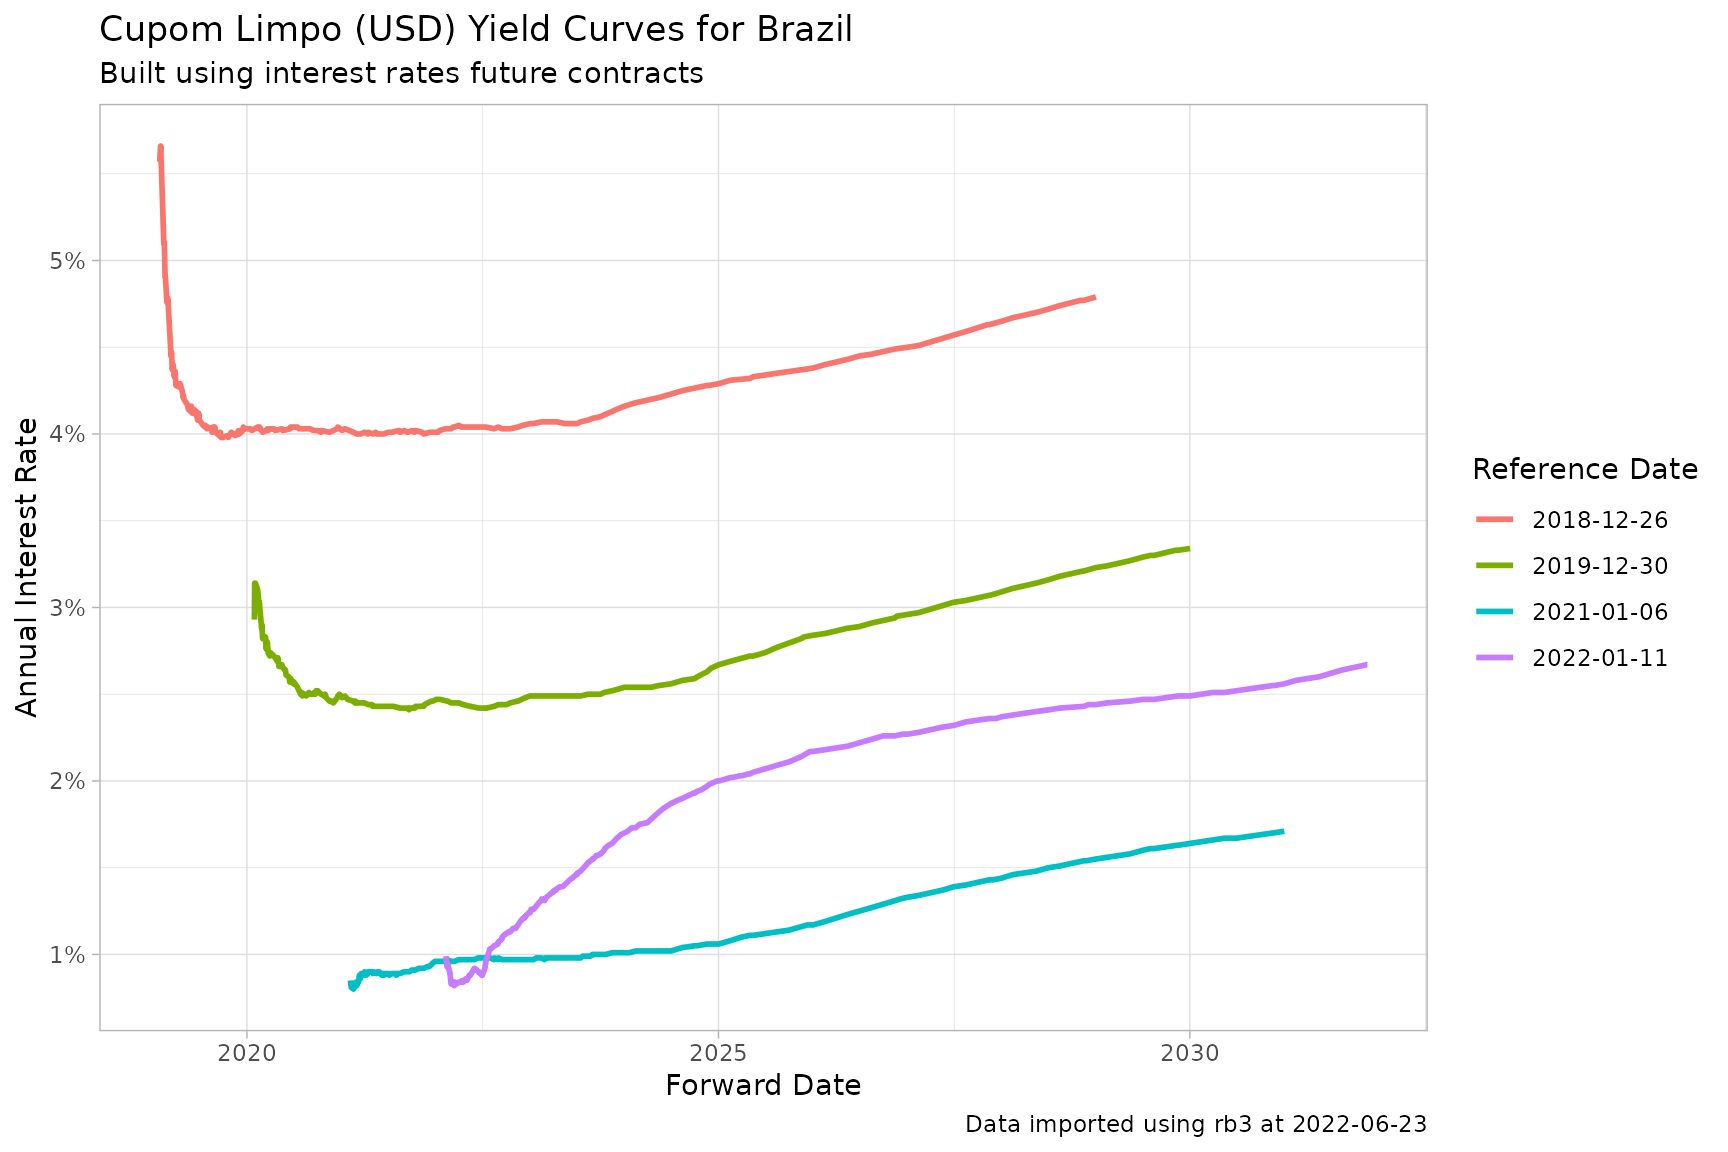 Cupom Limpo (USD) Yield Curves for Brazil
Built using interest rates future contracts
Annual Interest Rate
5%
4%
3%
2%
1%
2020
2025
2030
Forward Date
Reference Date
2018-12-26
2019-12-30
2021-01-06
2022-01-11
Data imported using rb3 at 2022-06-23